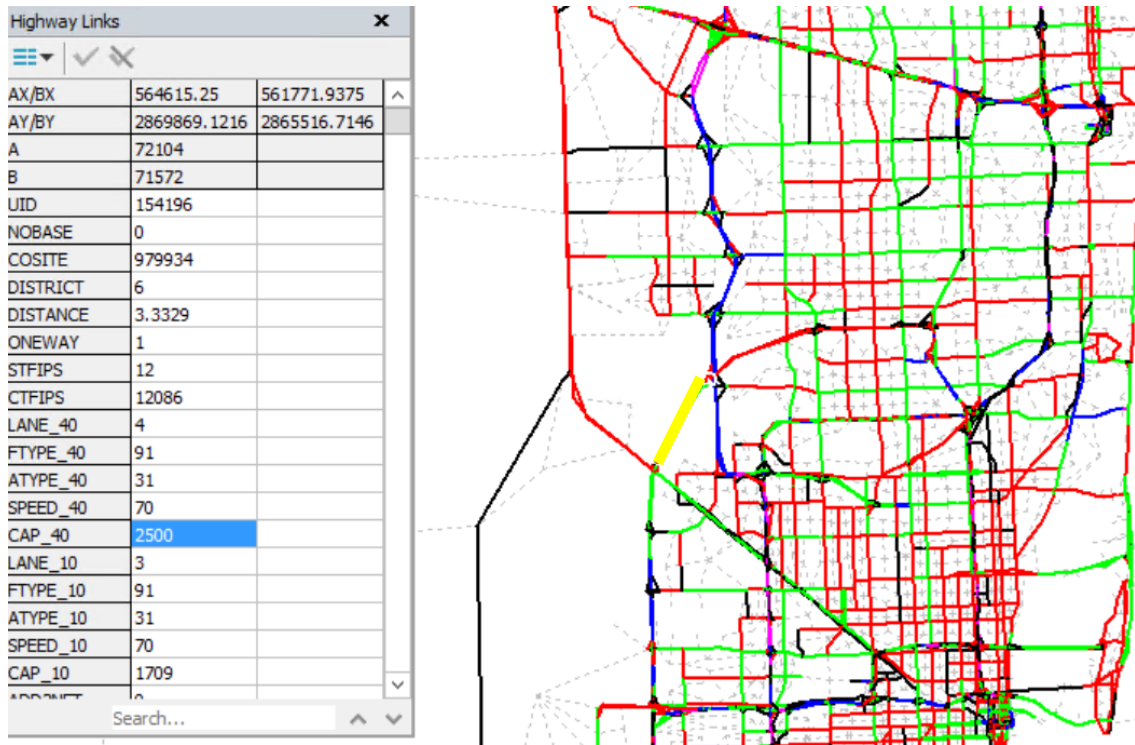 Highway Links
AX/BX 564615.25 561771.9375
AY/BY 2869869.1216 2865516.7146
A 72104
B 71572
UID 154196
NOBASE 0
COSITE 979934
DISTRICT 6
DISTANCE 3.3329
ONEWAY 1
STFIPS 12
CTFIPS 12086
LANE_40 4
FTYPE_40 91
ATYPE_40 31
SPEED_40 70
CAP_40 2500
LANE_10 3
FTYPE_10 91
ATYPE_10 31
SPEED_10 70
CAP_10 1709
Search...